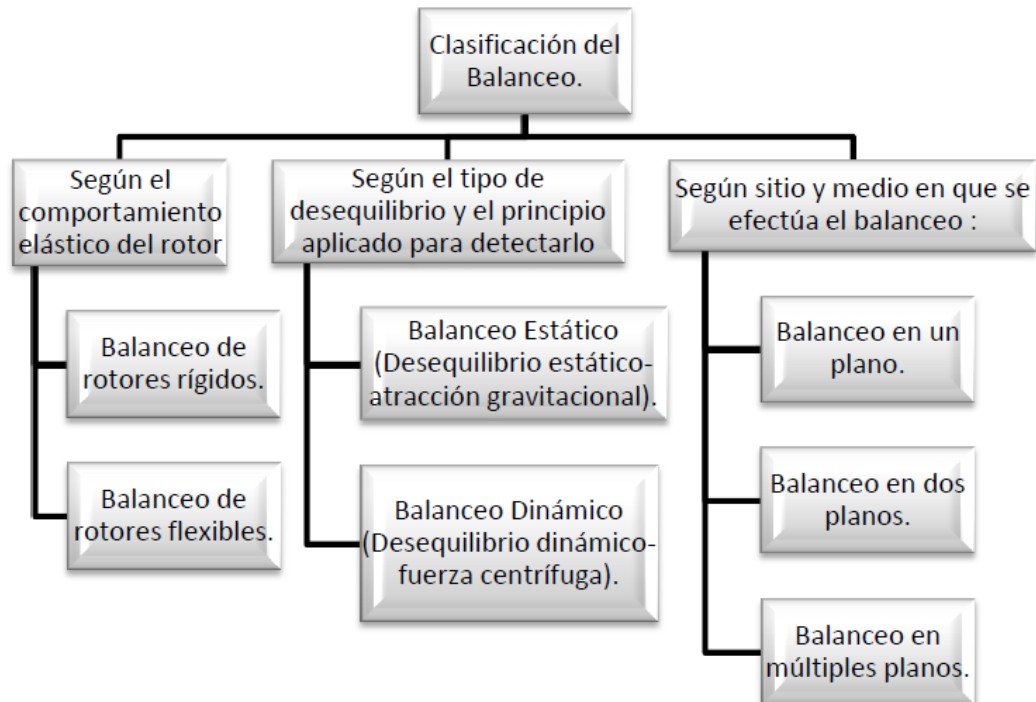 Clasificación del
Balanceo.
Según el
comportamiento
elástico del rotor
Balanceo de
rotores rígidos.
Balanceo de
rotores flexibles.
Según el tipo de
desequilibrio y el principio
aplicado para detectarlo
Balanceo Estático
(Desequilibrio estático-
atracción gravitacional).
Balanceo Dinámico
(Desequilibrio dinámico-
fuerza centrífuga).
Según sitio y medio en que se
efectúa el balanceo :
Balanceo en un
plano.
Balanceo en dos
planos.
Balanceo en
múltiples planos.